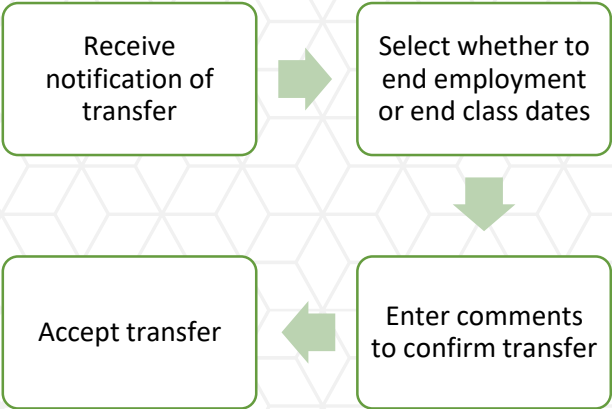 Receive
notification of
transfer
Select whether to
end employment
or end class dates
Enter comments
to confirm transfer
Accept transfer